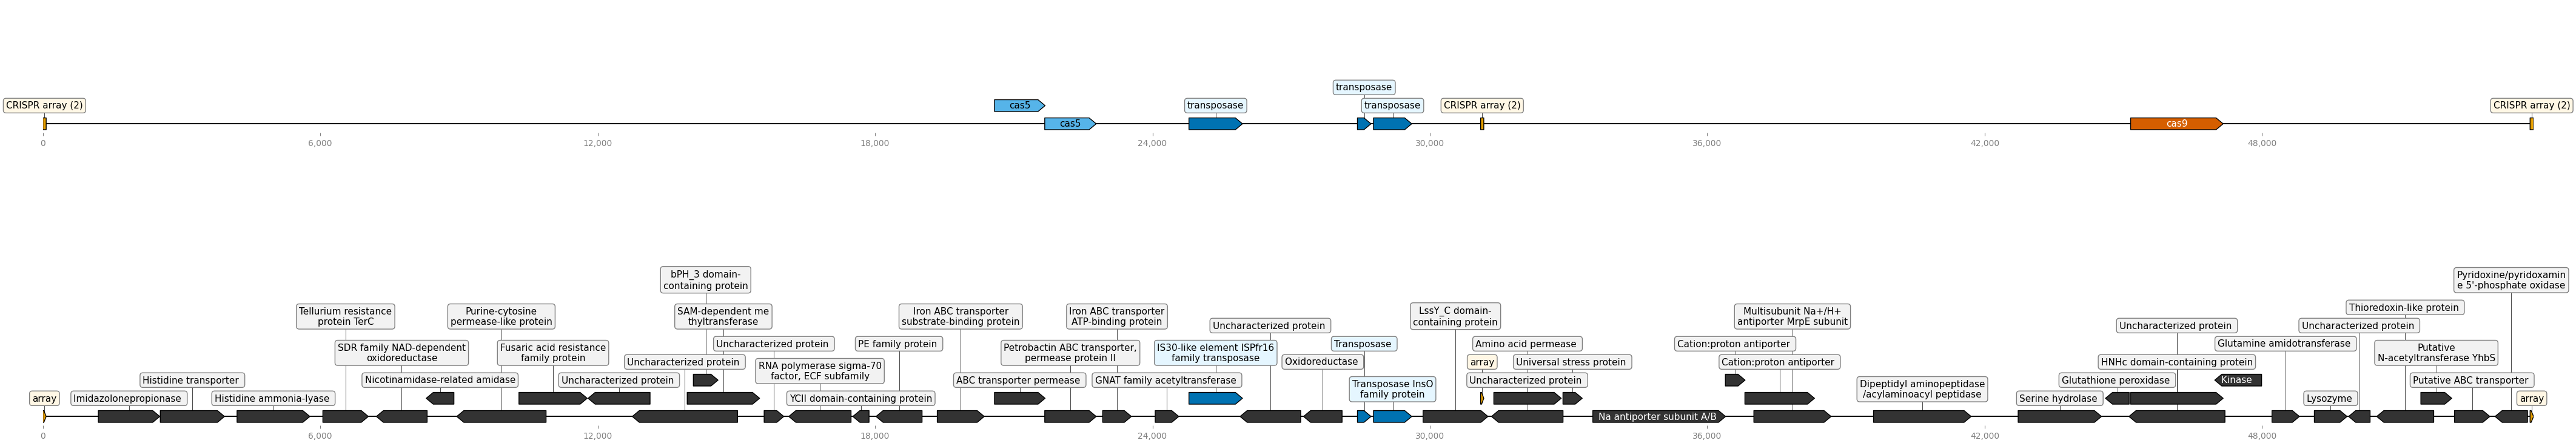 transposase
CRISPR array (2)
cas5
transposase
transposase
CRISPR array (2)
CRISPR array (2)
cas5
cas9
0
6,000
12,000
18,000
24,000
30,000
36,000
42,000
48,000
bPH_3 domain-
containing protein
Pyridoxine/pyridoxamin
e 5'-phosphate oxidase
Tellurium resistance
protein TerC
Purine-cytosine
permease-like protein
SAM-dependent me
thyltransferase
Iron ABC transporter
substrate-binding protein
Iron ABC transporter
ATP-binding protein
LssY_C domain-
containing protein
Multisubunit Na+/H+
antiporter MrpE subunit
Thioredoxin-like protein
Uncharacterized protein
Uncharacterized protein
Uncharacterized protein
SDR family NAD-dependent
oxidoreductase
Fusaric acid resistance
family protein
Uncharacterized protein
PE family protein
Petrobactin ABC transporter,
permease protein II
IS30-like element ISPfr16
family transposase
Transposase
Amino acid permease
Cation:proton antiporter
Glutamine amidotransferase
Putative
N-acetyltransferase YhbS
Uncharacterized protein
RNA polymerase sigma-70
factor, ECF subfamily
Oxidoreductase
array
Universal stress protein
Cation:proton antiporter
HNHc domain-containing protein
Histidine transporter
Nicotinamidase-related amidase
Uncharacterized protein
ABC transporter permease
GNAT family acetyltransferase
Transposase InsO
family protein
Uncharacterized protein
Dipeptidyl aminopeptidase
/acylaminoacyl peptidase
Glutathione peroxidase
Kinase
Putative ABC transporter
array
Imidazolonepropionase
Histidine ammonia-lyase
YCII domain-containing protein
Serine hydrolase
Lysozyme
array
Na antiporter subunit A/B
0
6,000
12,000
18,000
24,000
30,000
36,000
42,000
48,000